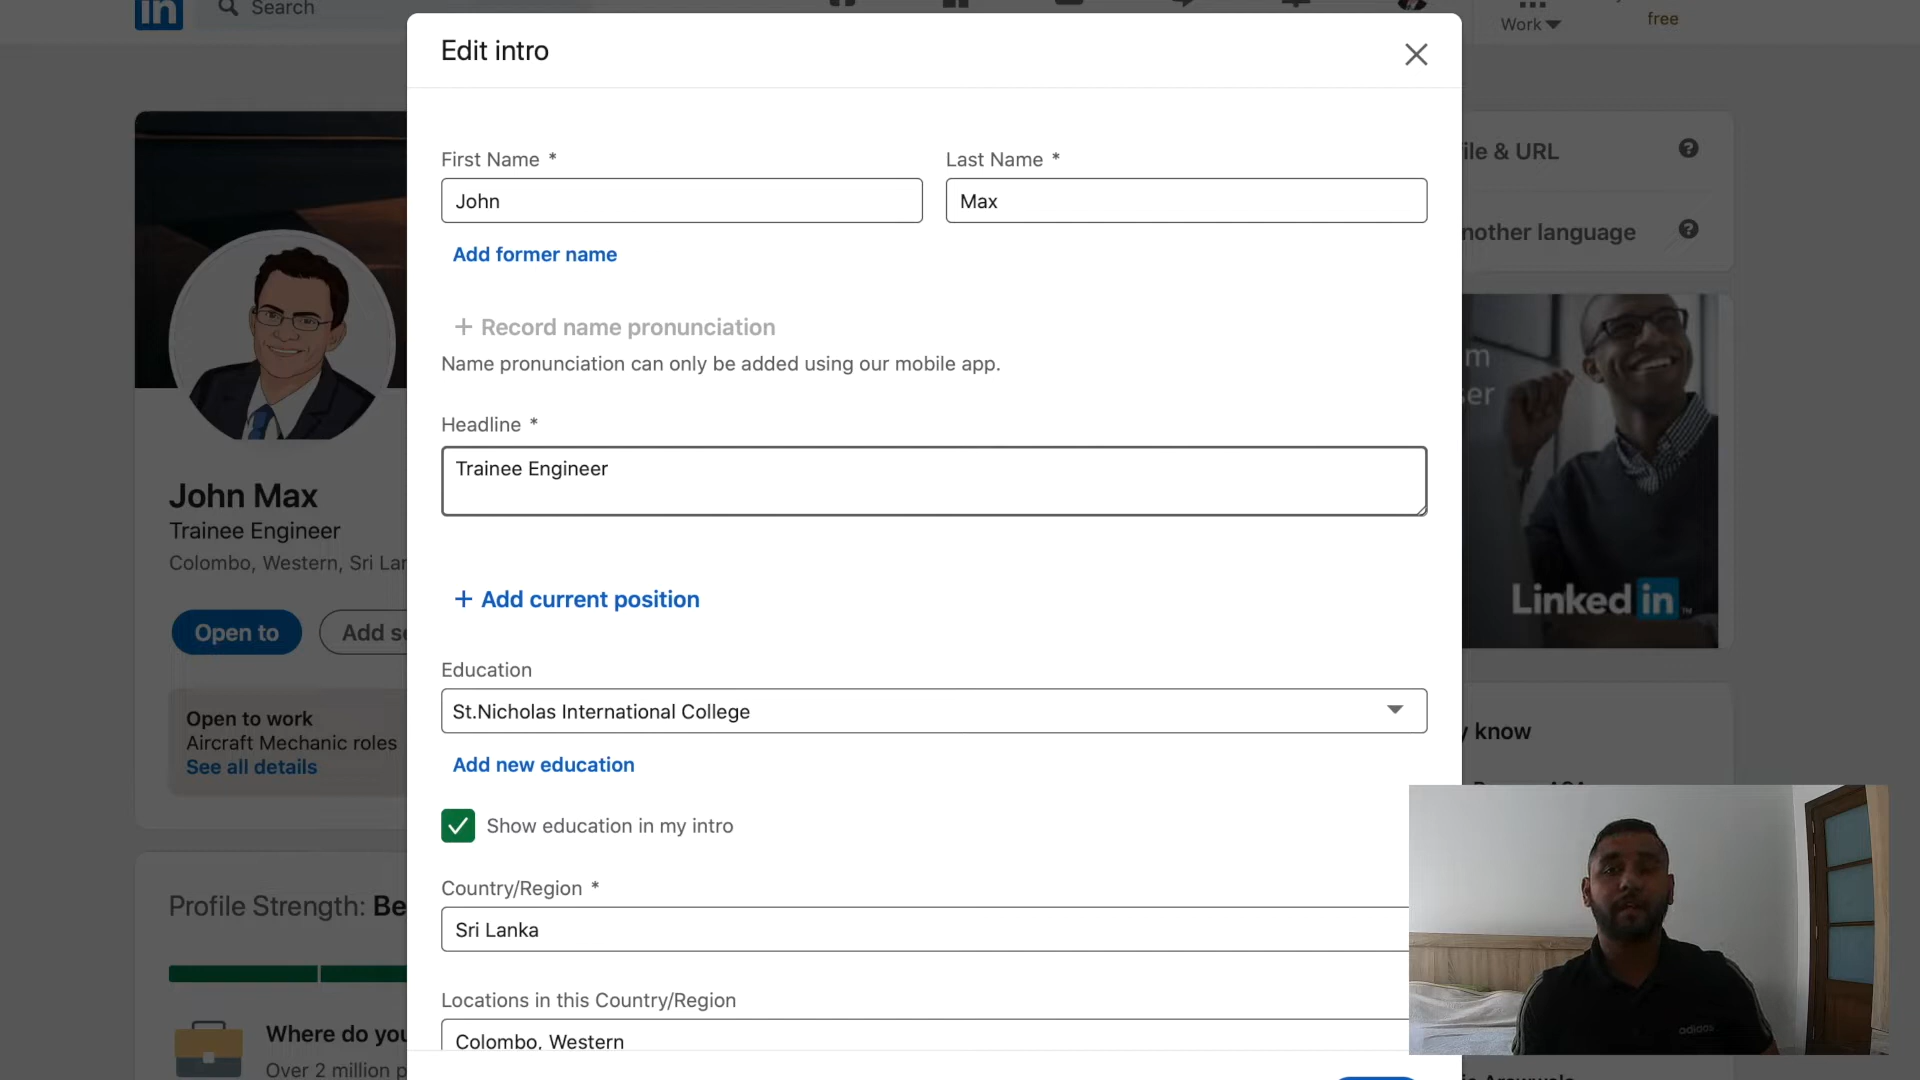 in
Search
Work
free
Edit intro
First Name *
Last Name *
John
Max
Add former name
+ Record name pronunciation
Name pronunciation can only be added using our mobile app.
Headline *
Trainee Engineer
+ Add current position
Education
St.Nicholas International College
Add new education
Show education in my intro
Country/Region *
Sri Lanka
Locations in this Country/Region
Colombo, Western
John Max
Trainee Engineer
Colombo, Western, Sri Lan
Open to
Add se
Open to work
Aircraft Mechanic roles
See all details
Profile Strength: Be
Where do you
Over 2 million p
ile & URL
nother language
m
ser
Linked in
y know
adidas